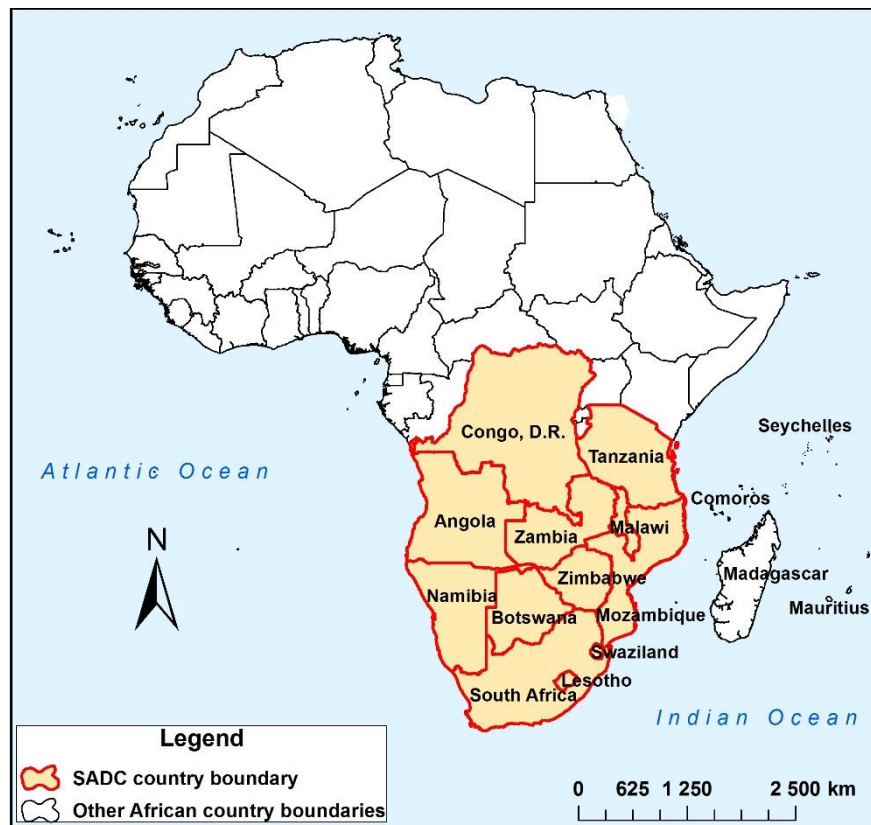 Congo, D.R.
Seychelles
Tanzania
Atlantic Ocean
Comoros
Angola
Malawi
Zambia
N
Zimbabwe
Madagascar
Namibia
Botswana
Mozambique
Mauritius
Swaziland
Lesotho
South Africa
Indian Ocean
Legend
SADC country boundary
Other African country boundaries
0 625 1 250 2 500 km